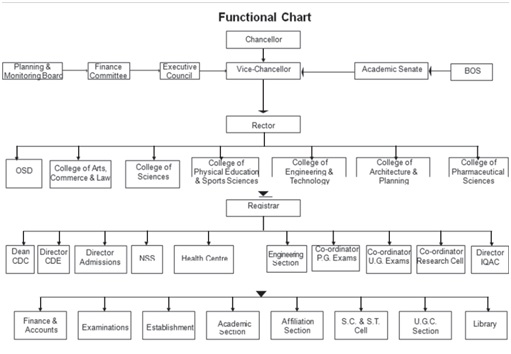 Functional Chart
Chancellor
Planning &
Monitoring Board
Finance
Committee
Executive
Council
Vice-Chancellor
Academic Senate
BOS
Rector
OSD
College of Arts,
Commerce & Law
College of
Sciences
College of
Physical Education
& Sports Sciences
College of
Engineering &
Technology
College of
Architecture &
Planning
College of
Pharmaceutical
Sciences
Registrar
Dean
CDC
Director
CDE
Director
Admissions
NSS
Health Centre
Engineering
Section
Co-ordinator
P.G. Exams
Co-ordinator
U.G. Exams
Co-ordinator
Research Cell
Director
IQAC
Finance &
Accounts
Examinations
Establishment
Academic
Section
Affiliation
Section
S.C. & S.T.
Cell
U.G.C.
Section
Library